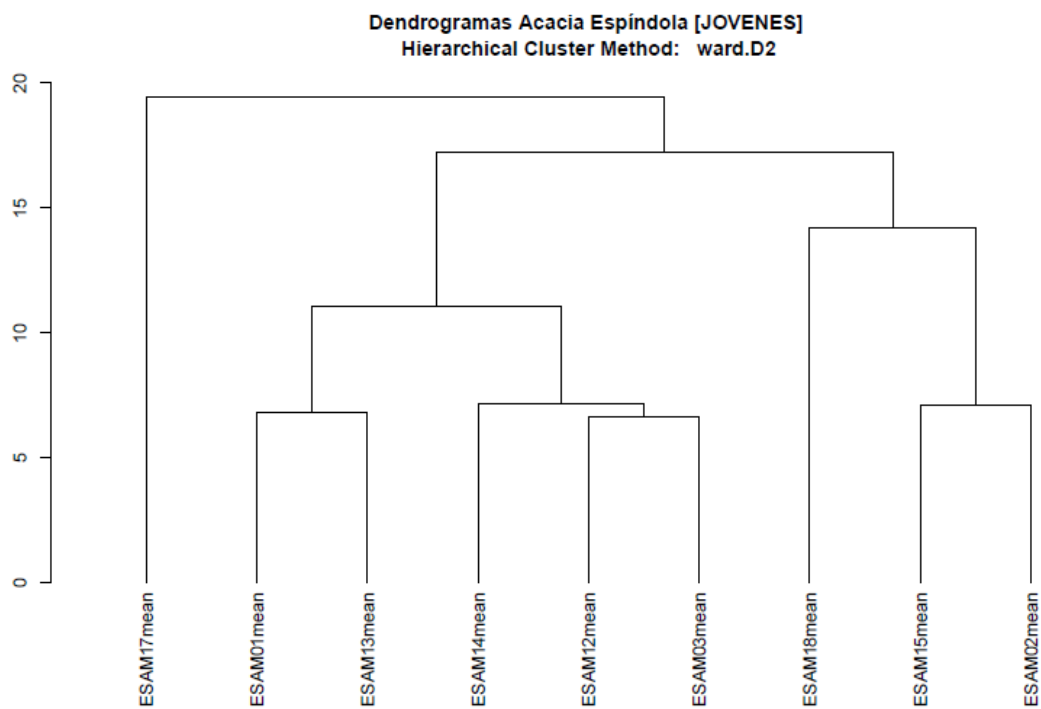 Dendrogramas Acacia Espíndola [JOVENES]
Hierarchical Cluster Method: ward.D2
20
15
10
5
0
ESAM17mean
ESAM01mean
ESAM13mean
ESAM14mean
ESAM12mean
ESAM03mean
ESAM18mean
ESAM15mean
ESAM02mean